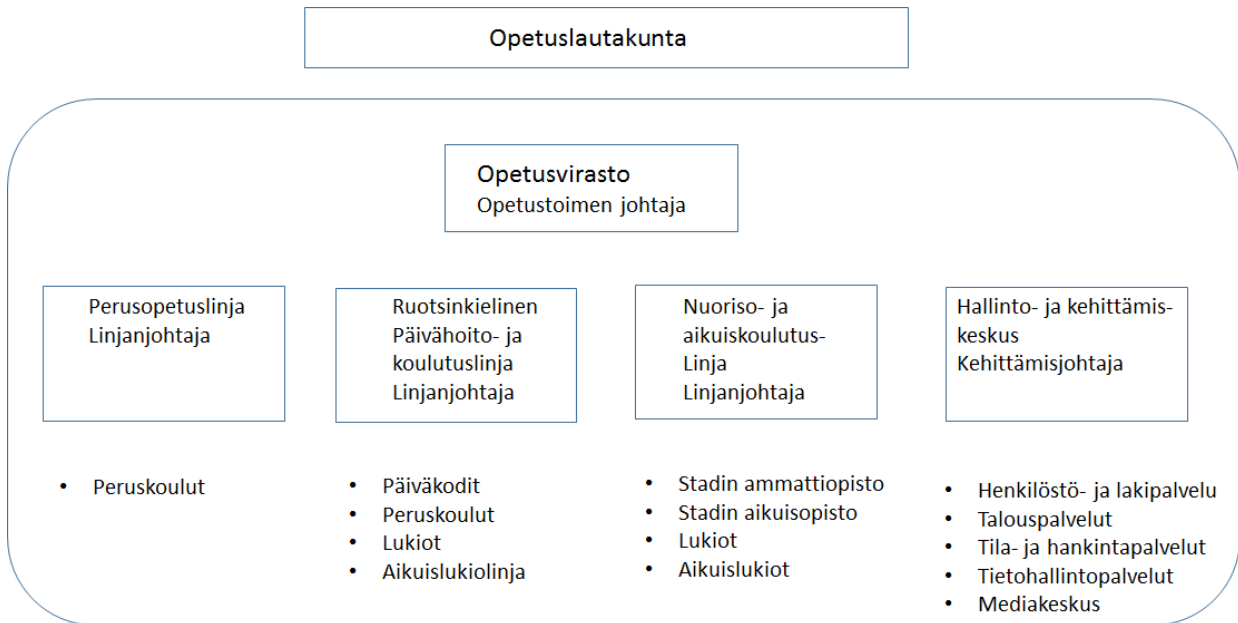 Opetuslautakunta
Opetusvirasto
Opetustoimen johtaja
Perusopetuslinja
Linjanjohtaja
Ruotsinkielinen
Päivähoito- ja
koulutuslinja
Linjanjohtaja
Nuoriso- ja
aikuiskoulutus-
Linja
Linjanjohtaja
Hallinto- ja kehittämis-
keskus
Kehittämisjohtaja
• Peruskoulut
• Päiväkodit
• Peruskoulut
• Lukiot
• Aikuislukiolinja
• Stadin ammattiopisto
• Stadin aikuisopisto
• Lukiot
• Aikuislukiot
• Henkilöstö- ja lakipalvelu
• Talouspalvelut
• Tila- ja hankintapalvelut
• Tietohallintopalvelut
• Mediakeskus